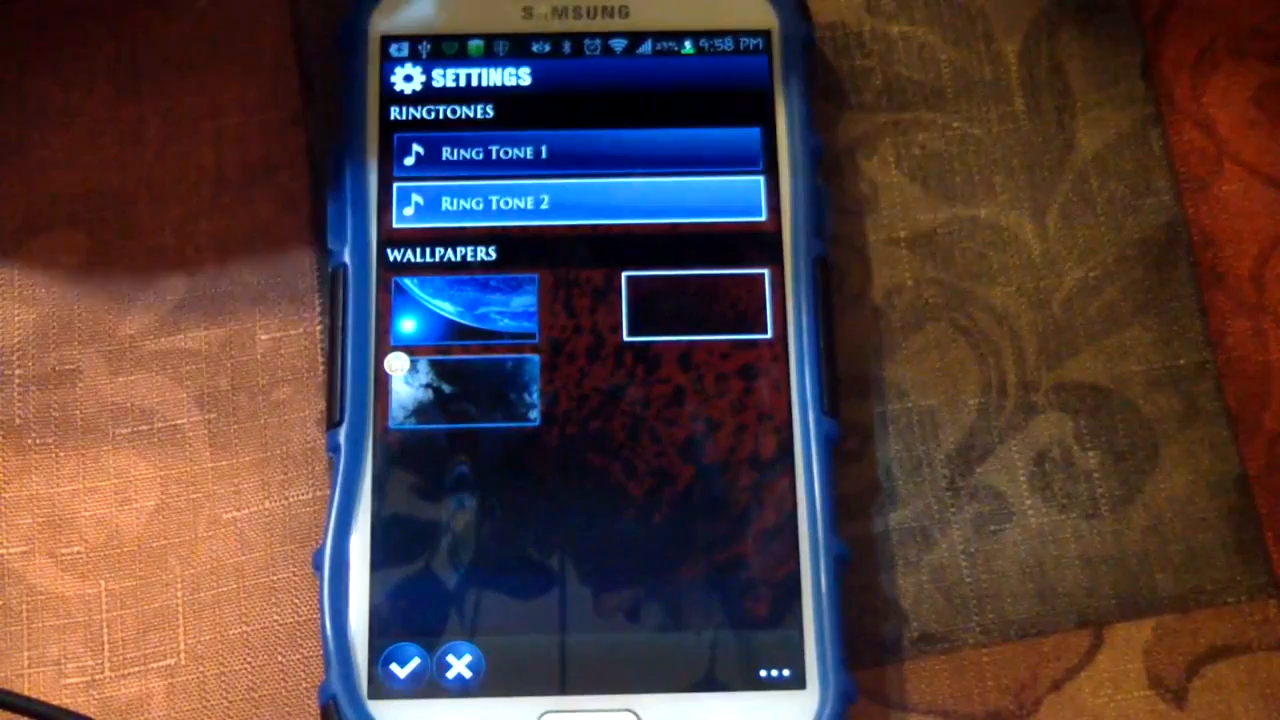 SAMSUNG
9:58 PM
SETTINGS
RINGTONES
RING TONE 1
RING TONE 2
WALLPAPERS